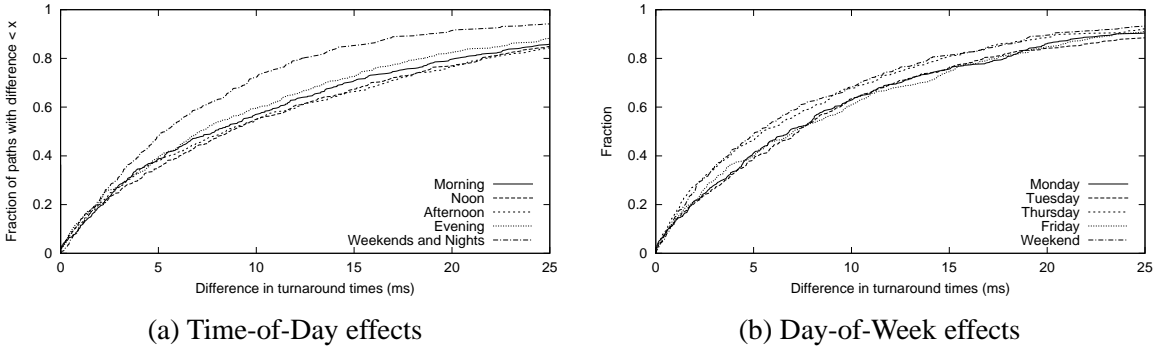 Fraction of paths with difference < x
1
0.8
0.6
0.4
0.2
0
0 5 10 15 20 25
Difference in turnaround times (ms)
Morning
Noon
Afternoon
Evening
Weekends and Nights
(a) Time-of-Day effects
Fraction
1
0.8
0.6
0.4
0.2
0
0 5 10 15 20 25
Difference in turnaround times (ms)
Monday
Tuesday
Thursday
Friday
Weekend
(b) Day-of-Week effects